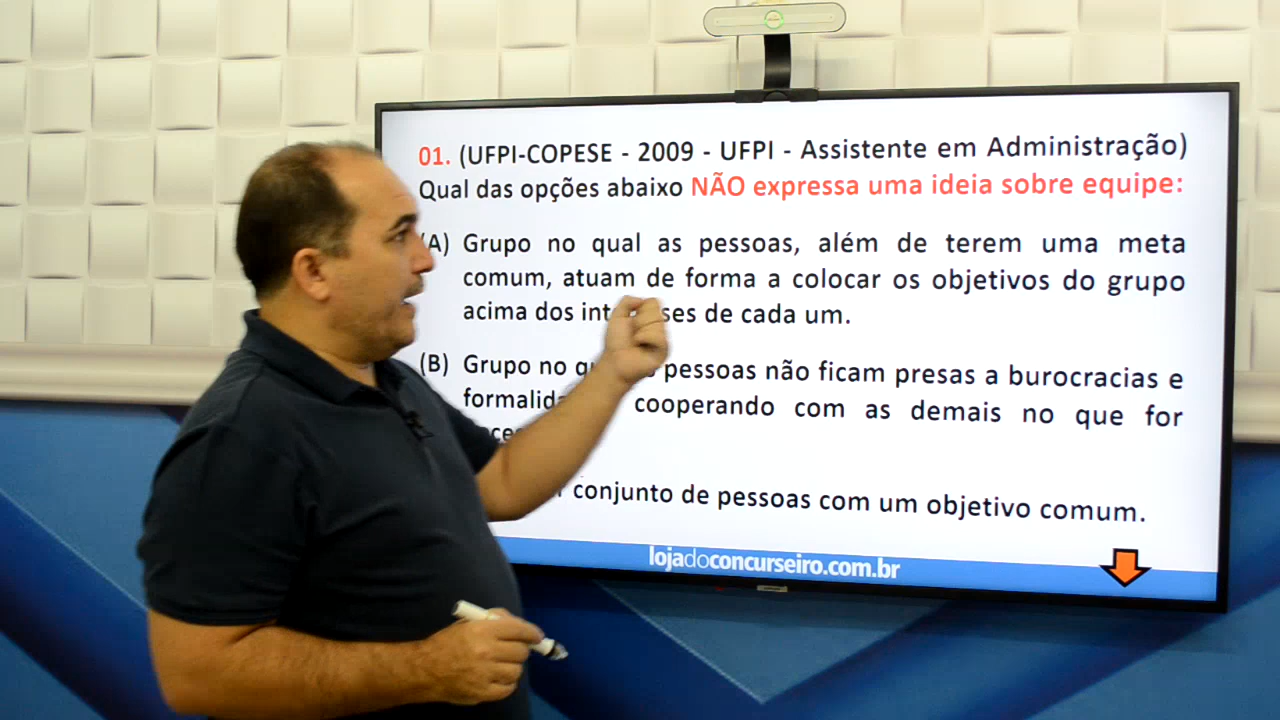 01. (UFPI-COPESE - 2009 - UFPI - Assistente em Administração)
Qual das opções abaixo NÃO expressa uma ideia sobre equipe:
(A) Grupo no qual as pessoas, além de terem uma meta
comum, atuam de forma a colocar os objetivos do grupo
acima dos de cada um.
(B) Grupo no pessoas não ficam presas a burocracias e
cooperando com as demais no que for
conjunto de pessoas com um objetivo comum.
lojadoconcurseiro.com.br